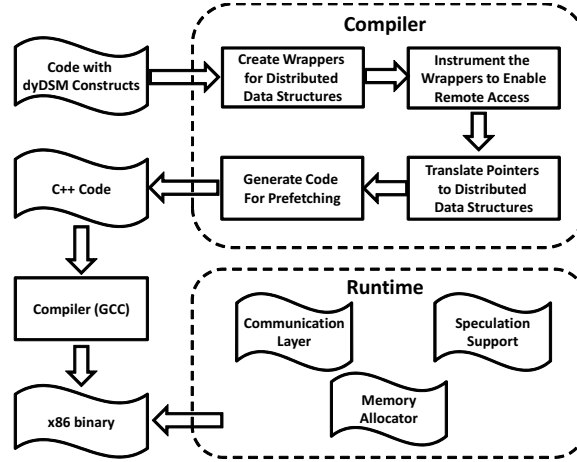 Compiler
Code with
dyDSM Constructs
Create Wrappers
for Distributed
Data Structures
Instrument the
Wrappers to Enable
Remote Access
C++ Code
Generate Code
For Prefetching
Translate Pointers
to Distributed
Data Structures
Compiler (GCC)
Runtime
Communication
Layer
Speculation
Support
x86 binary
Memory
Allocator